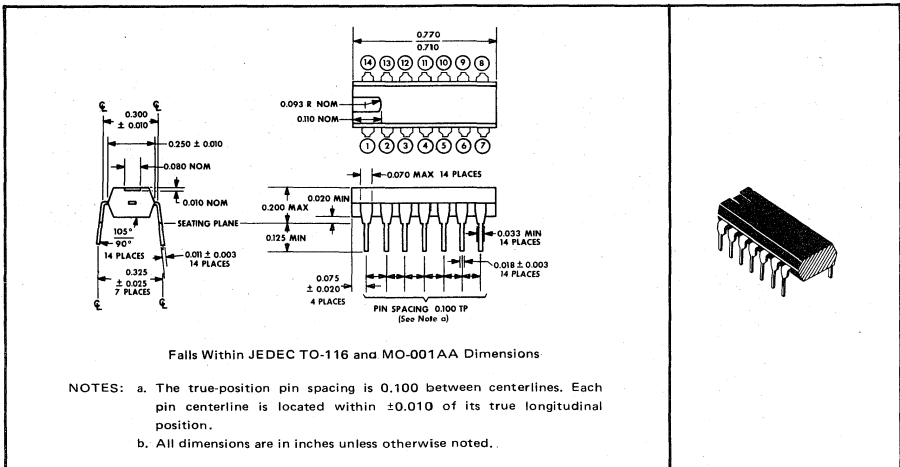 0.770
0.710
14 13 12 11 10 9 8
0.093 R NOM
0.110 NOM
1 2 3 4 5 6 7
℄ ℄
0.300
± 0.010
0.250 ± 0.010
0.080 NOM
0.010 NOM
SEATING PLANE
105°
90°
14 PLACES
0.011 ± 0.003
14 PLACES
0.325
± 0.025
7 PLACES
℄ ℄
0.070 MAX 14 PLACES
0.020 MIN
0.200 MAX
0.125 MIN
0.033 MIN
14 PLACES
0.018 ± 0.003
14 PLACES
0.075
± 0.020
4 PLACES
PIN SPACING 0.100 TP
(See Note a)
Falls Within JEDEC TO-116 and MO-001AA Dimensions
NOTES: a. The true-position pin spacing is 0.100 between centerlines. Each
pin centerline is located within ±0.010 of its true longitudinal
position.
b. All dimensions are in inches unless otherwise noted.